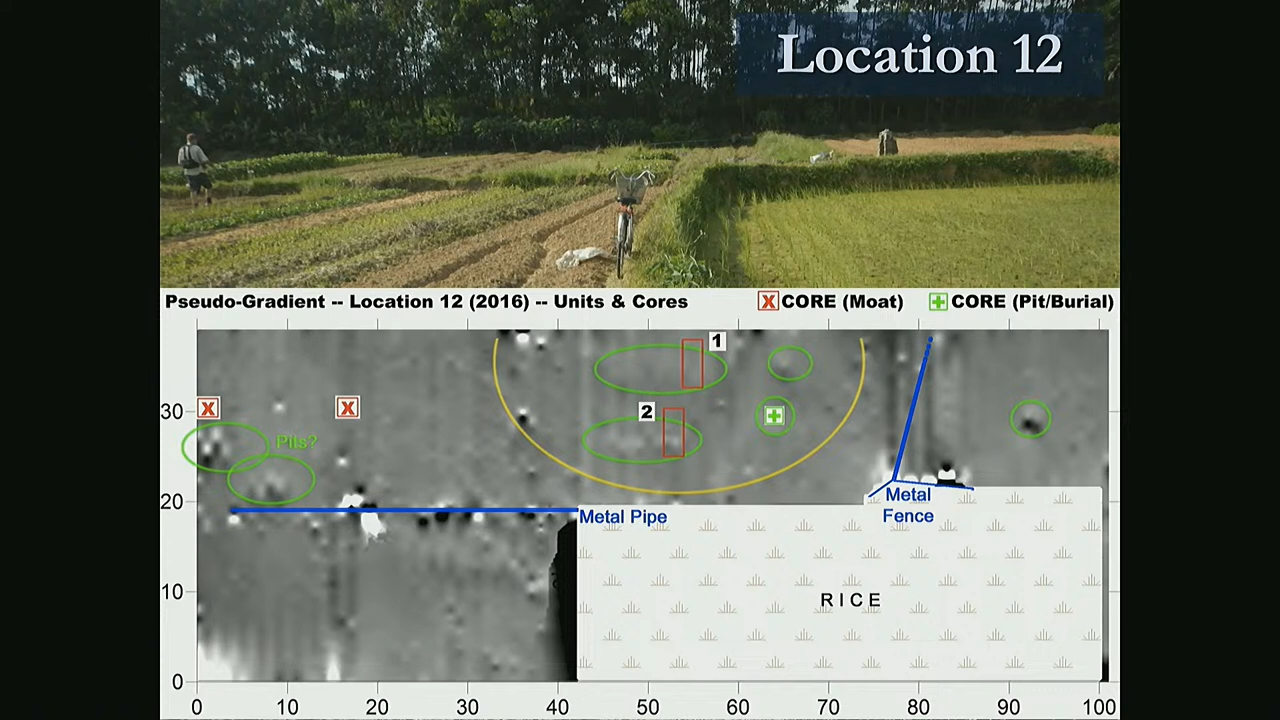 Location 12
Pseudo-Gradient -- Location 12 (2016) -- Units & Cores
X CORE (Moat)
CORE (Pit/Burial)
1
2
Pits?
Metal Pipe
Metal
Fence
RICE
30
20
10
0
0 10 20 30 40 50 60 70 80 90 100